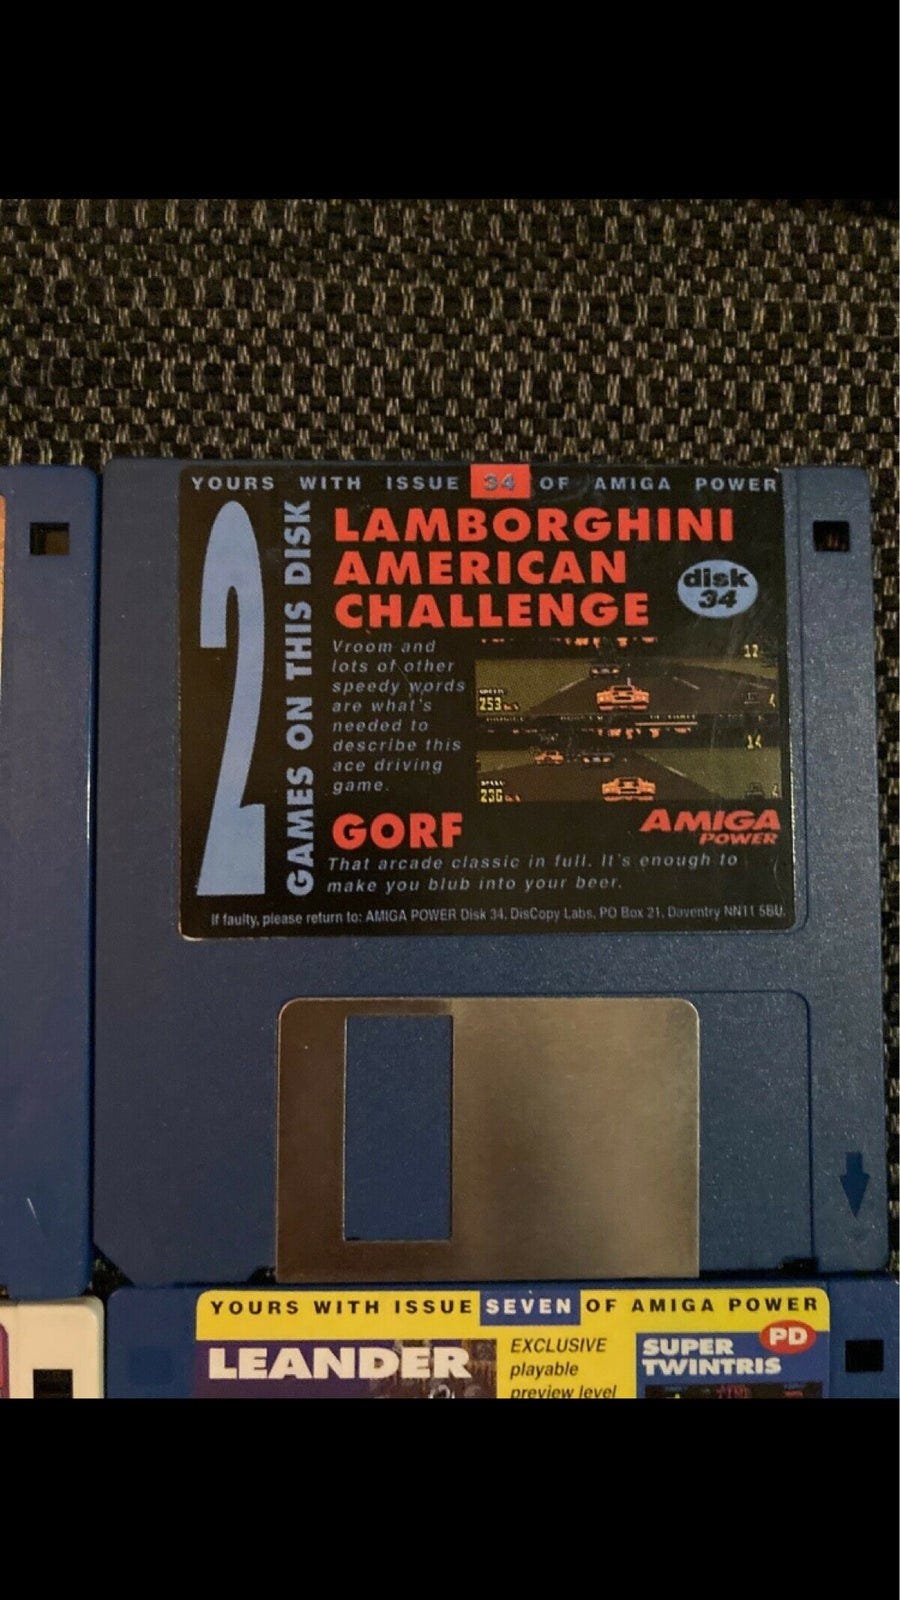 YOURS WITH ISSUE 34 OF AMIGA POWER
2
GAMES ON THIS DISK
LAMBORGHINI
AMERICAN
CHALLENGE
disk
34
Vroom and
lots of other
speedy words
are what's
needed to
describe this
ace driving
game.
12
253
14
236
GORF
AMIGA
POWER
That arcade classic in full. It's enough to
make you blub into your beer.
If faulty, please return to: AMIGA POWER Disk 34, DisCopy Labs, PO Box 21, Daventry NN11 5BU.
YOURS WITH ISSUE SEVEN OF AMIGA POWER
LEANDER
EXCLUSIVE
playable
preview level
SUPER
TWINTRIS
PD